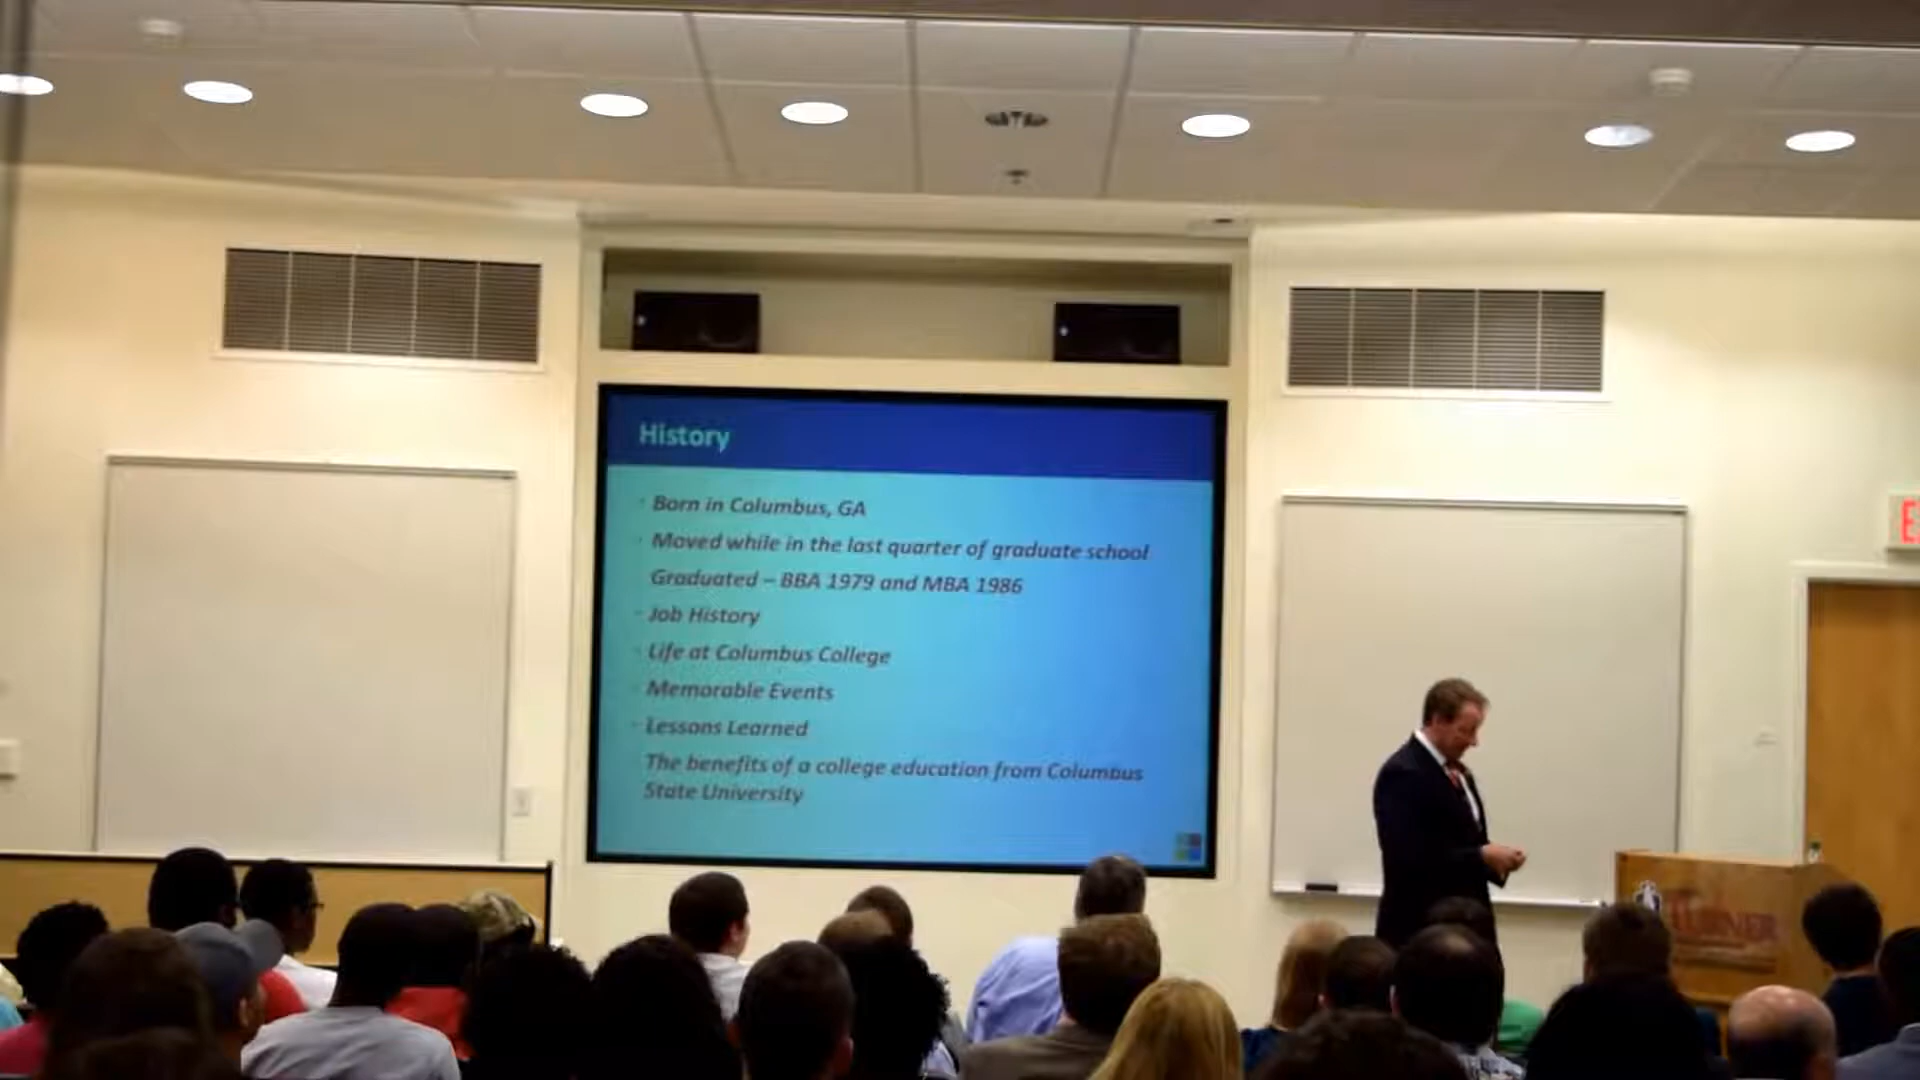 History
Born in Columbus, GA
Moved while in the last quarter of graduate school
Graduated – BBA 1979 and MBA 1986
Job History
Life at Columbus College
Memorable Events
Lessons Learned
The benefits of a college education from Columbus
State University
E
TURNER